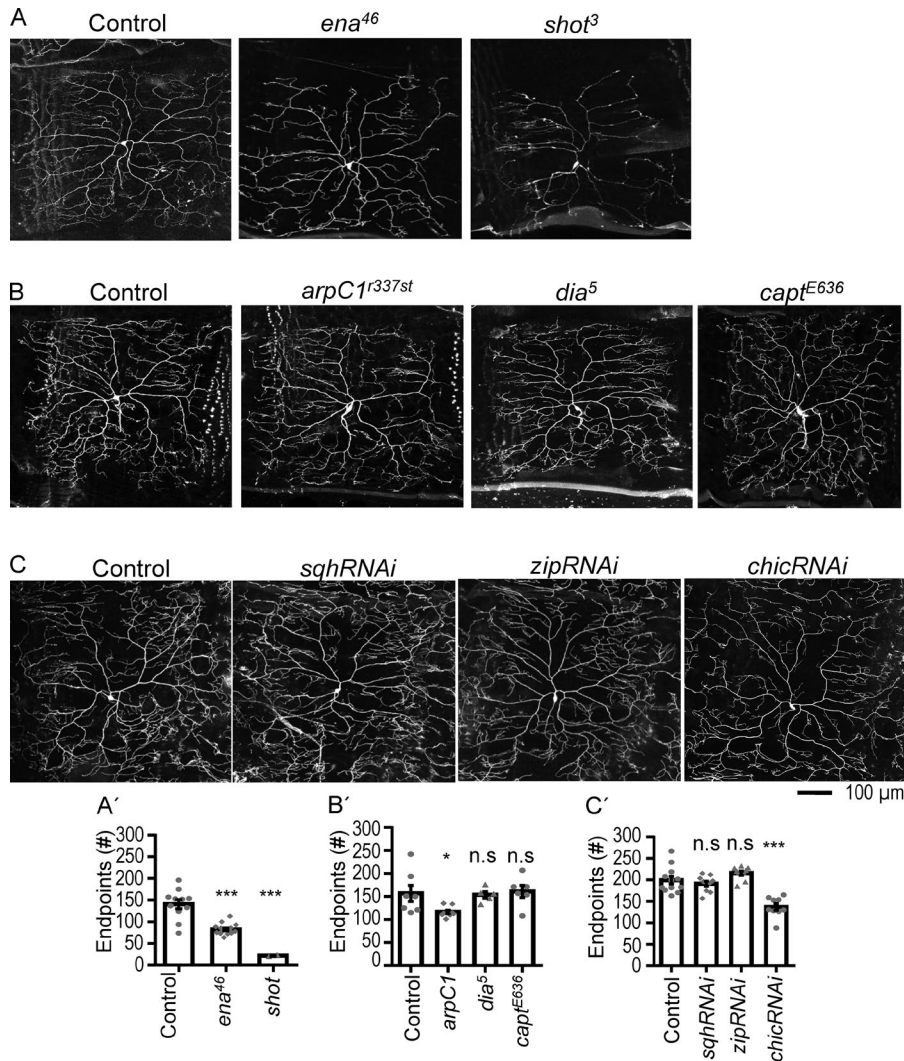 A
Control
ena⁴⁶
shot³
B
Control
arpC1ʳ³³⁷ˢᵗ
dia⁵
captᴱ⁶³⁶
C
Control
sqhRNAi
zipRNAi
chicRNAi
100 µm
A´
Endpoints (#)
300
250
200
150
100
50
0
***
***
Control
ena⁴⁶
shot
B´
Endpoints (#)
300
250
200
150
100
50
0
*
n.s
n.s
Control
arpC1
dia⁵
captᴱ⁶³⁶
C´
Endpoints (#)
300
250
200
150
100
50
0
n.s
n.s
***
Control
sqhRNAi
zipRNAi
chicRNAi